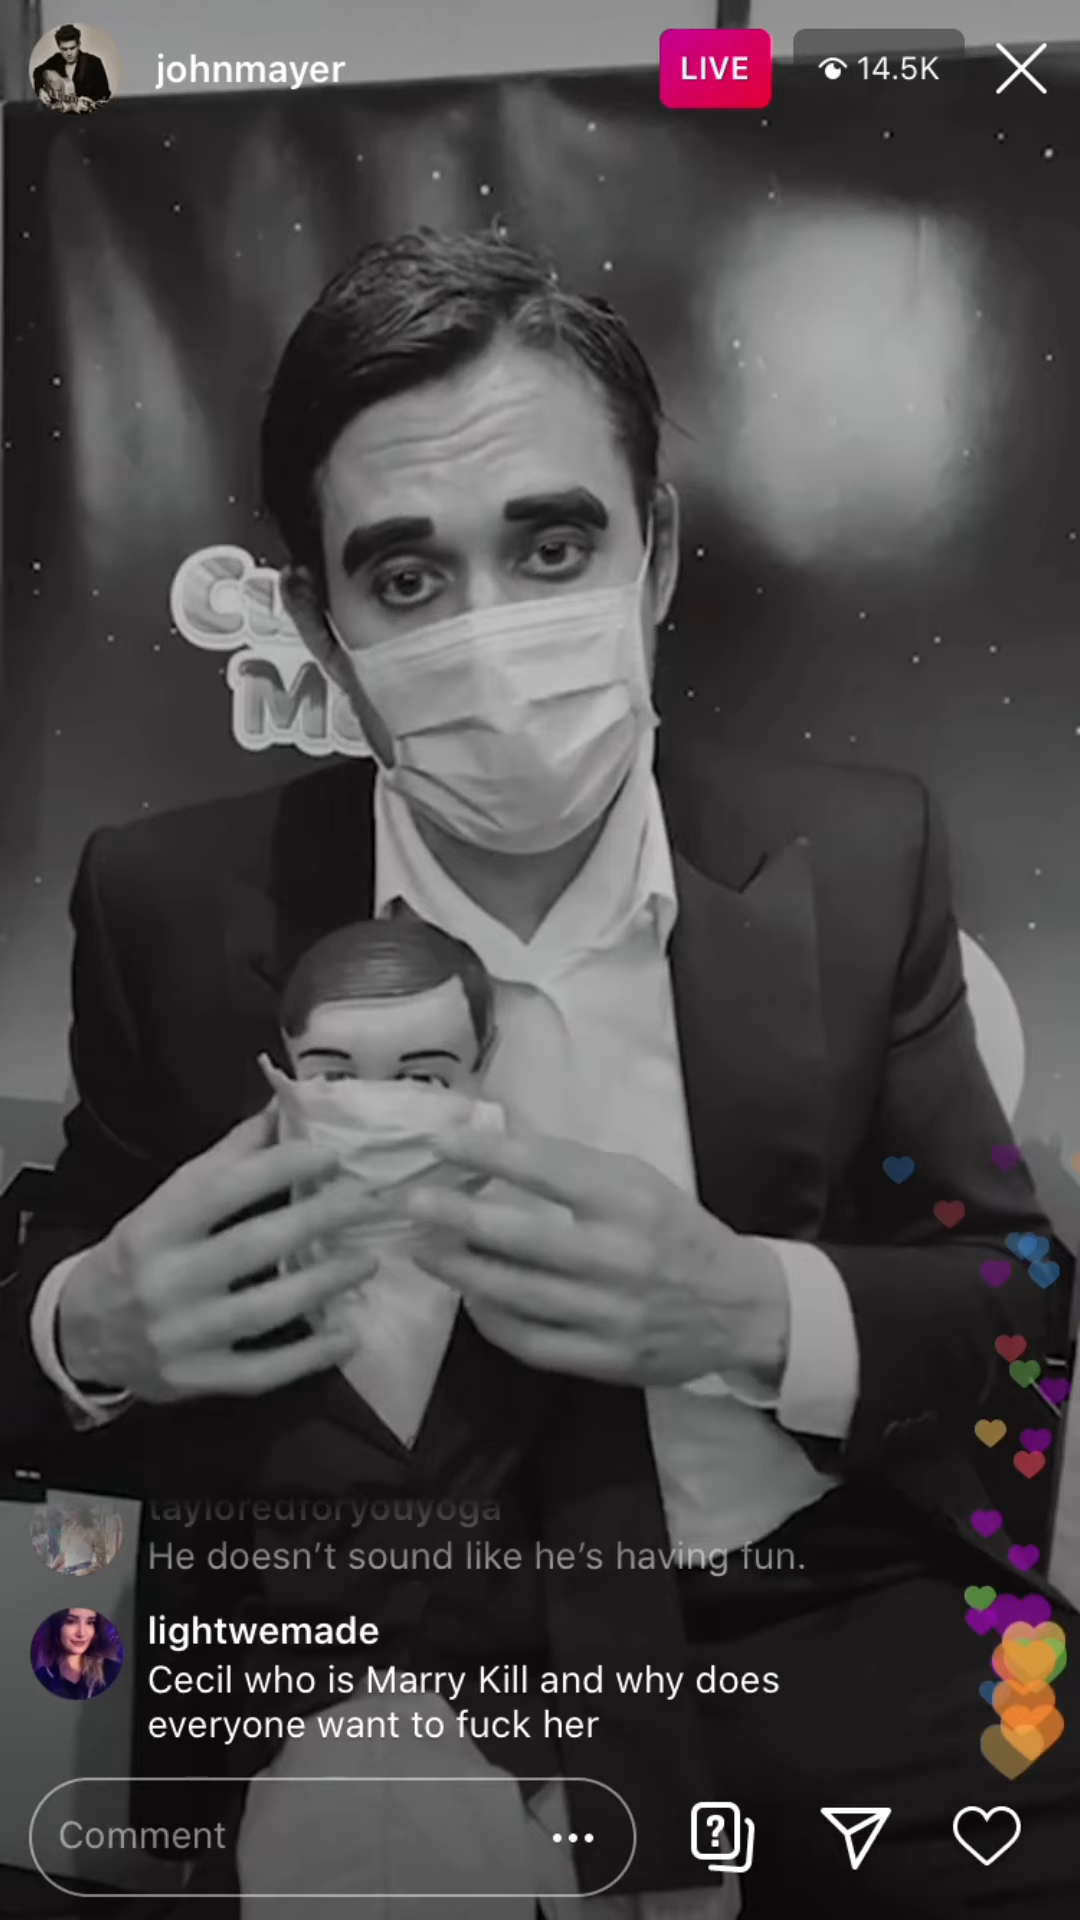 johnmayer
LIVE
14.5K
tayloredforyouyoga
He doesn’t sound like he’s having fun.
lightwemade
Cecil who is Marry Kill and why does
everyone want to fuck her
Comment